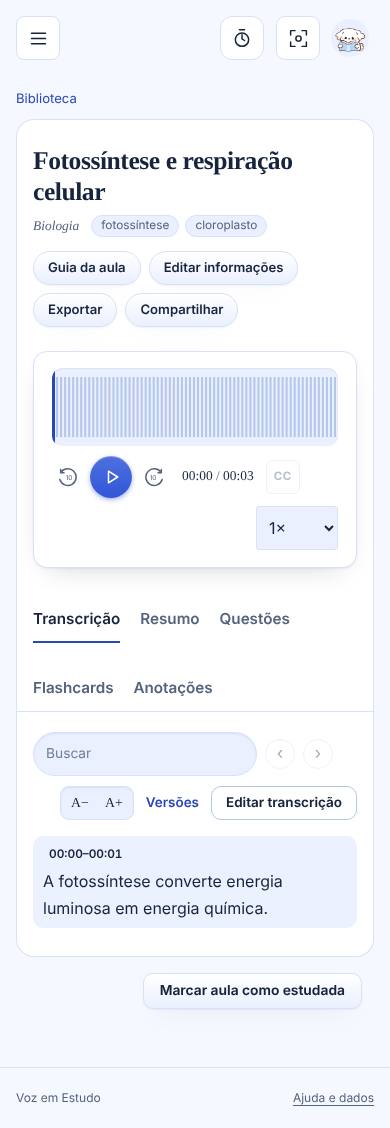 Biblioteca
Fotossíntese e respiração
celular
Biologia fotossíntese cloroplasto
Guia da aula Editar informações
Exportar Compartilhar
10 10 00:00 / 00:03 CC
1×
Transcrição Resumo Questões
Flashcards Anotações
Buscar ‹ ›
A− A+ Versões Editar transcrição
00:00–00:01
A fotossíntese converte energia
luminosa em energia química.
Marcar aula como estudada
Voz em Estudo Ajuda e dados